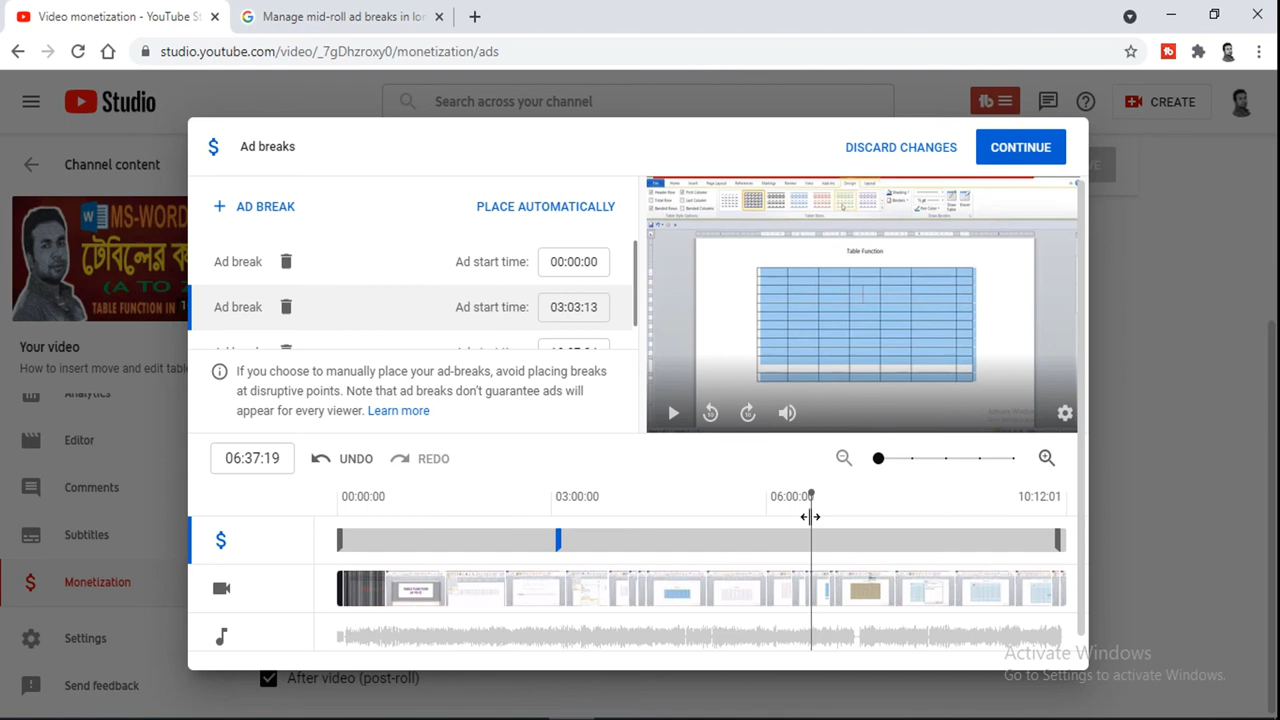 Video monetization - YouTube St
Manage mid-roll ad breaks in lon
studio.youtube.com/video/_7gDhzroxy0/monetization/ads
Studio
Search across your channel
CREATE
Channel content
Ad breaks
DISCARD CHANGES
CONTINUE
AD BREAK
PLACE AUTOMATICALLY
MS-WORD
টেবিলের
(A TO
TABLE FUNCTION IN
Ad break
Ad start time:
00:00:00
Ad break
Ad start time:
03:03:13
Table Function
Your video
How to insert move and edit table
Analytics
Editor
Comments
Subtitles
Monetization
Settings
Send feedback
If you choose to manually place your ad-breaks, avoid placing breaks
at disruptive points. Note that ad breaks don't guarantee ads will
appear for every viewer. Learn more
06:37:19
UNDO
REDO
00:00:00
03:00:00
06:00:00
10:12:01
After video (post-roll)
Activate Windows
Go to Settings to activate Windows.